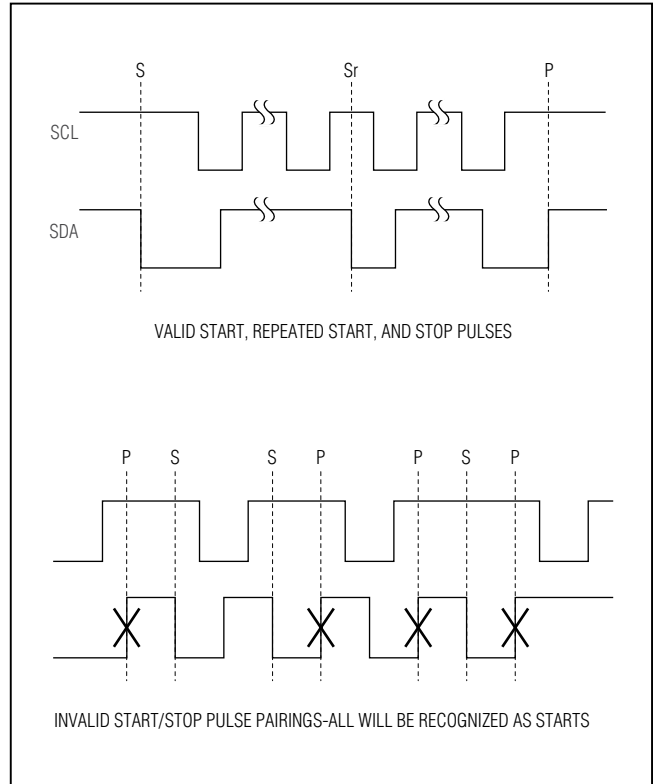 S Sr P
SCL
SDA
VALID START, REPEATED START, AND STOP PULSES
P S S P P S P
INVALID START/STOP PULSE PAIRINGS-ALL WILL BE RECOGNIZED AS STARTS